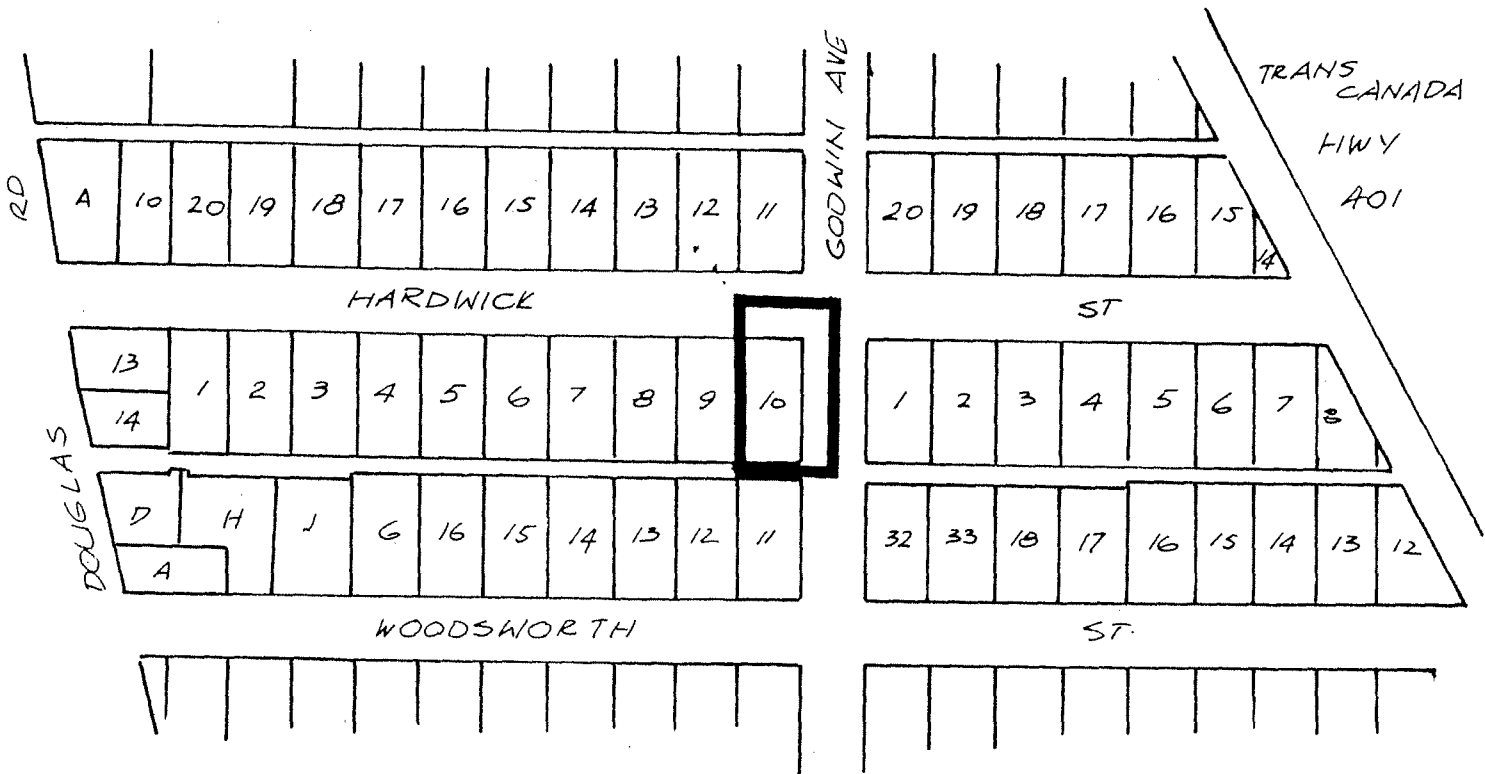 TRANS
CANADA
HWY
401
GODWIN AVE
RD
A 10 20 19 18 17 16 15 14 13 12 11
20 19 18 17 16 15 14
HARDWICK ST
13
14
1 2 3 4 5 6 7 8 9 10
1 2 3 4 5 6 7 8
DOUGLAS
D H J G 16 15 14 13 12 11
A
32 33 18 17 16 15 14 13 12
WOODSWORTH ST.